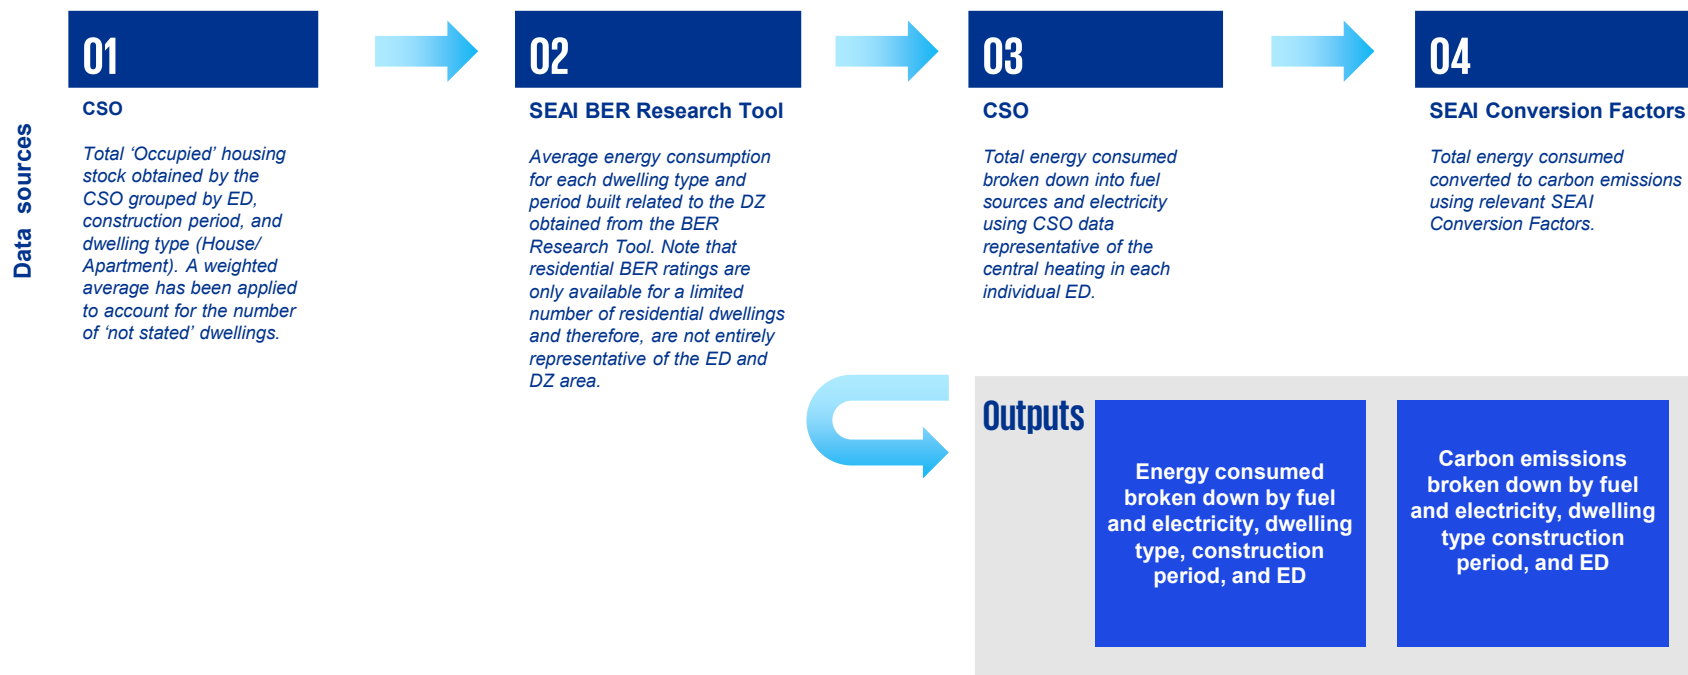 Data sources
01
CSO
Total ‘Occupied’ housing
stock obtained by the
CSO grouped by ED,
construction period, and
dwelling type (House/
Apartment). A weighted
average has been applied
to account for the number
of ‘not stated’ dwellings.
02
SEAI BER Research Tool
Average energy consumption
for each dwelling type and
period built related to the DZ
obtained from the BER
Research Tool. Note that
residential BER ratings are
only available for a limited
number of residential dwellings
and therefore, are not entirely
representative of the ED and
DZ area.
03
CSO
Total energy consumed
broken down into fuel
sources and electricity
using CSO data
representative of the
central heating in each
individual ED.
04
SEAI Conversion Factors
Total energy consumed
converted to carbon emissions
using relevant SEAI
Conversion Factors.
Outputs
Energy consumed
broken down by fuel
and electricity, dwelling
type, construction
period, and ED
Carbon emissions
broken down by fuel
and electricity, dwelling
type construction
period, and ED